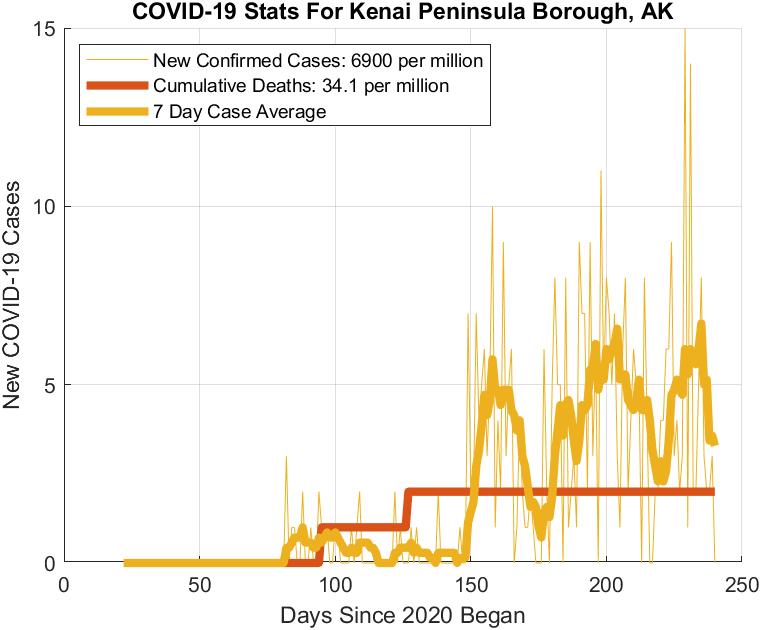 COVID-19 Stats For Kenai Peninsula Borough, AK
New Confirmed Cases: 6900 per million
Cumulative Deaths: 34.1 per million
7 Day Case Average
New COVID-19 Cases
15
10
5
0
0 50 100 150 200 250
Days Since 2020 Began